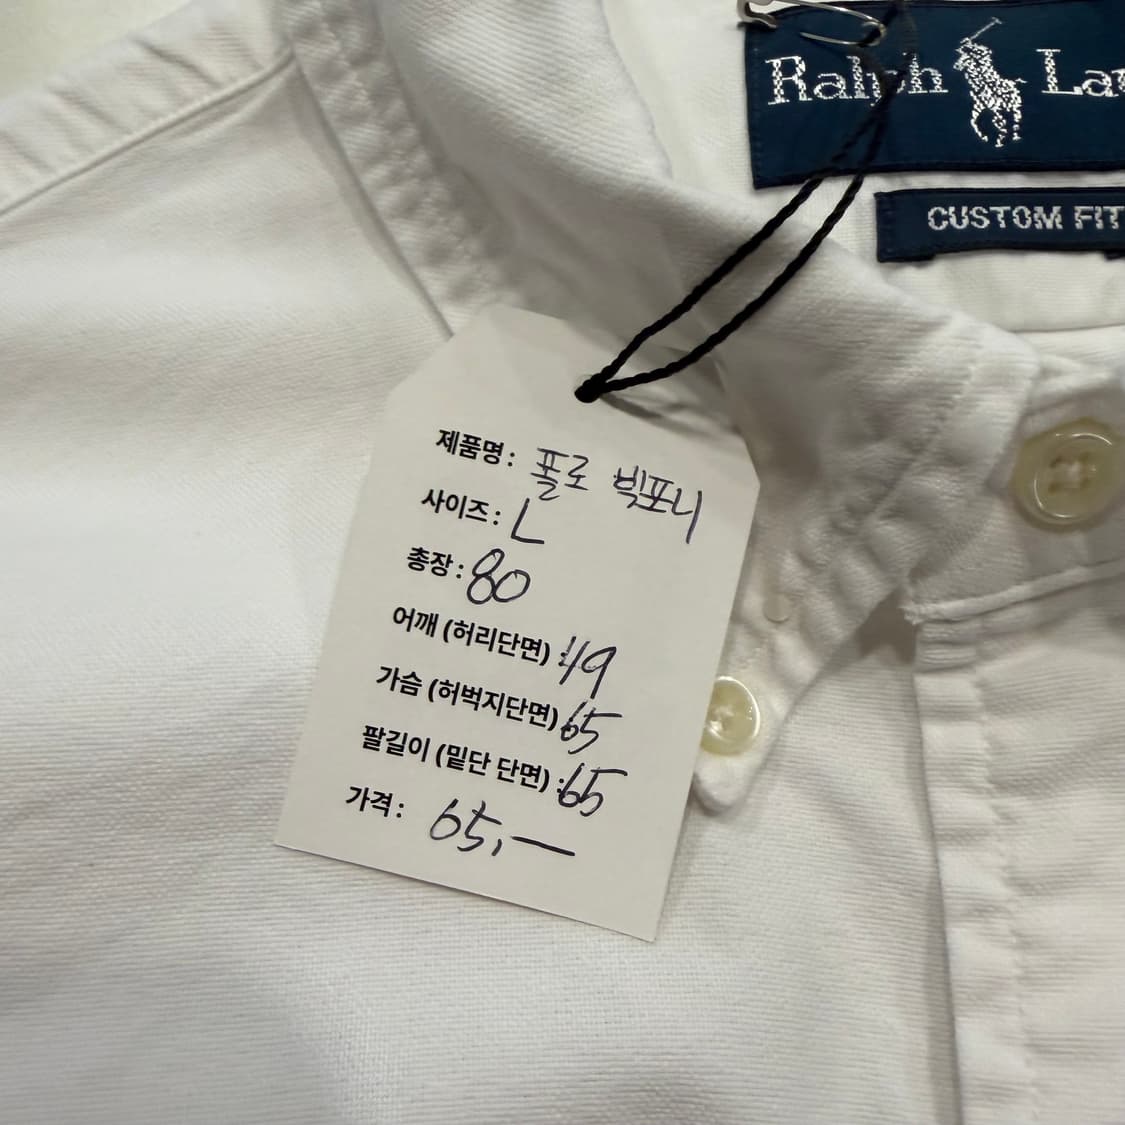 Ralph Lau
CUSTOM FIT
제품명: 폴로 빅포니
사이즈: L
총장: 80
어깨 (허리단면) : 49
가슴 (허벅지단면) 65
팔길이 (밑단 단면) : 65
가격: 65,—